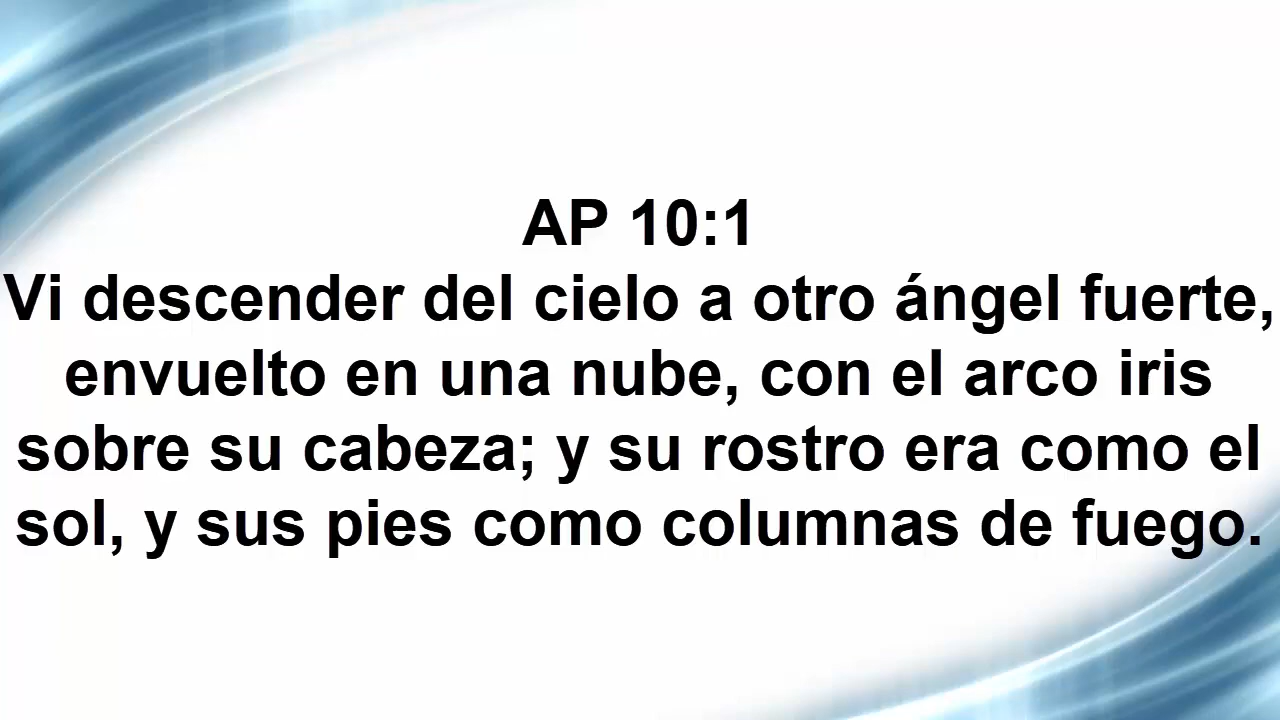 AP 10:1
Vi descender del cielo a otro ángel fuerte,
envuelto en una nube, con el arco iris
sobre su cabeza; y su rostro era como el
sol, y sus pies como columnas de fuego.